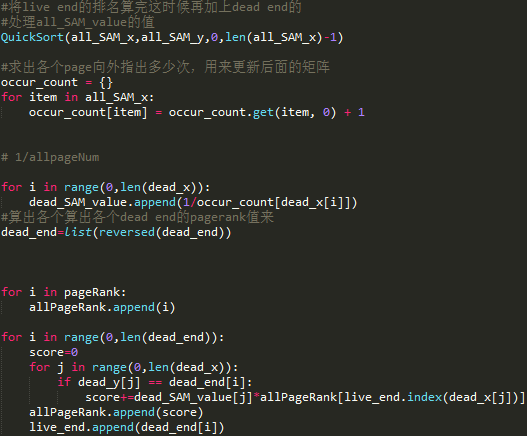 #将live end的排名算完这时候再加上dead end的
#处理all_SAM_value的值
QuickSort(all_SAM_x,all_SAM_y,0,len(all_SAM_x)-1)
#求出各个page向外指出多少次，用来更新后面的矩阵
occur_count = {}
for item in all_SAM_x:
    occur_count[item] = occur_count.get(item, 0) + 1
# 1/allpageNum
for i in range(0,len(dead_x)):
    dead_SAM_value.append(1/occur_count[dead_x[i]])
#算出各个算出各个dead end的pagerank值来
dead_end=list(reversed(dead_end))
for i in pageRank:
    allPageRank.append(i)
for i in range(0,len(dead_end)):
    score=0
    for j in range(0,len(dead_x)):
        if dead_y[j] == dead_end[i]:
            score+=dead_SAM_value[j]*allPageRank[live_end.index(dead_x[j])]
    allPageRank.append(score)
    live_end.append(dead_end[i])